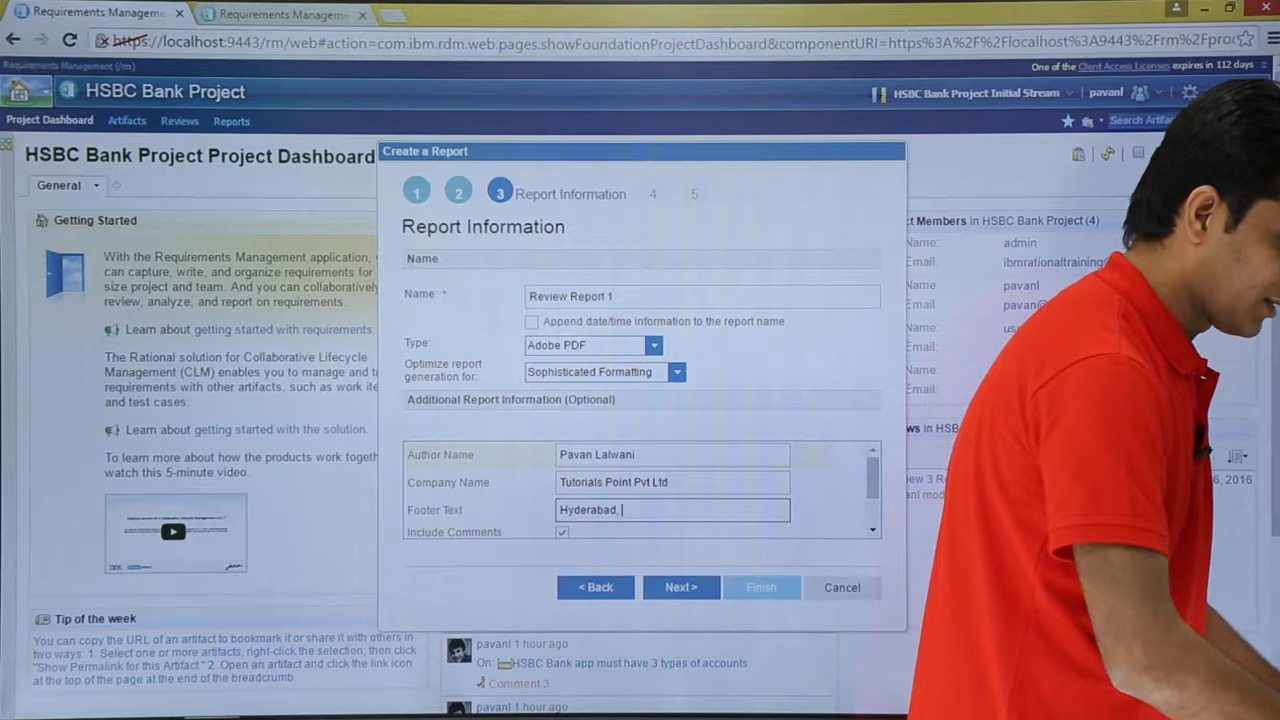 Requirements Manageme
Requirements Managemen
https://localhost:9443/rm/web#action=com.ibm.rdm.web.pages.showFoundationProjectDashboard&componentURI=https%3A%2F%2Flocalhost%3A9443%2Frm%2Fpro
Requirements Management (/rm)
One of the Client Access Licenses expires in 112 days
HSBC Bank Project
HSBC Bank Project Initial Stream
pavanl
Project Dashboard Artifacts Reviews Reports
Search Artifa
HSBC Bank Project Project Dashboard
General
Getting Started
With the Requirements Management application,
can capture, write, and organize requirements for
size project and team. And you can collaboratively
review, analyze, and report on requirements.
Learn about getting started with requirements
The Rational solution for Collaborative Lifecycle
Management (CLM) enables you to manage and t
requirements with other artifacts, such as work ite
and test cases.
Learn about getting started with the solution.
To learn more about how the products work togeth
watch this 5-minute video.
IBM
Tip of the week
You can copy the URL of an artifact to bookmark it or share it with others in
two ways: 1. Select one or more artifacts, right-click the selection, then click
"Show Permalink for this Artifact." 2. Open an artifact and click the link icon
at the top of the page at the end of the breadcrumb.
Create a Report
1 2 3 Report Information 4 5
Report Information
Name
Name: * Review Report 1
Append date/time information to the report name
Type: Adobe PDF
Optimize report
generation for: Sophisticated Formatting
Additional Report Information (Optional)
Author Name Pavan Lalwani
Company Name Tutorials Point Pvt Ltd
Footer Text Hyderabad,
Include Comments
< Back Next > Finish Cancel
pavanl 1 hour ago
On: HSBC Bank app must have 3 types of accounts
Comment 3
pavanl 1 hour ago
ct Members in HSBC Bank Project (4)
Name: admin
Email: ibmrationaltraining
Name: pavanl
Email pavan@
Name: us
Email:
Name:
Email:
ws in HSB
ew 3 R
6, 2016
anl mod